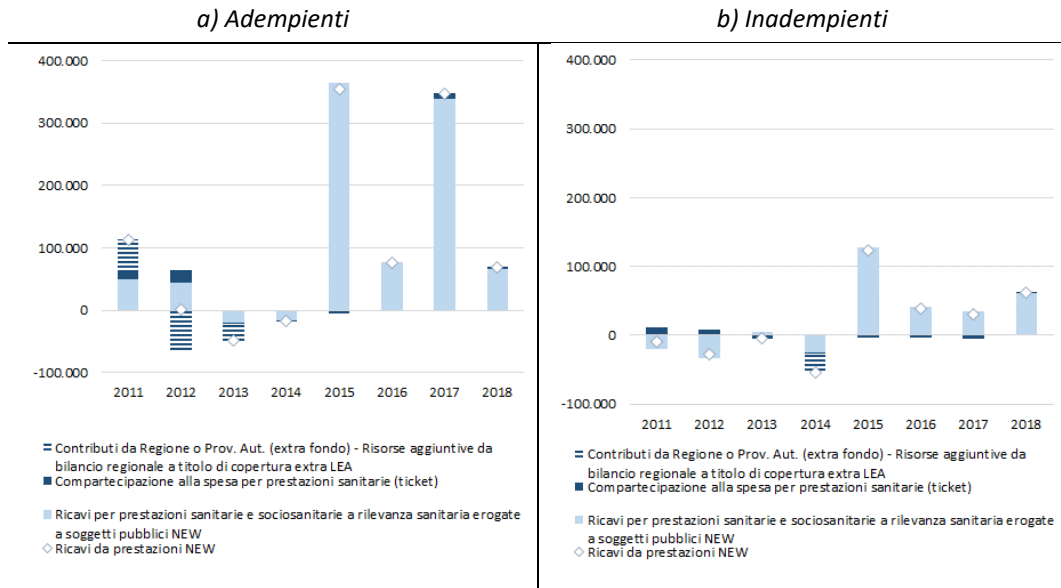 a) Adempienti
b) Inadempienti
400.000
300.000
200.000
100.000
0
-100.000
2011 2012 2013 2014 2015 2016 2017 2018
Contributi da Regione o Prov. Aut. (extra fondo) - Risorse aggiuntive da
bilancio regionale a titolo di copertura extra LEA
Compartecipazione alla spesa per prestazioni sanitarie (ticket)
Ricavi per prestazioni sanitarie e sociosanitarie a rilevanza sanitaria erogate
a soggetti pubblici NEW
Ricavi da prestazioni NEW
400.000
300.000
200.000
100.000
0
-100.000
2011 2012 2013 2014 2015 2016 2017 2018
Contributi da Regione o Prov. Aut. (extra fondo) - Risorse aggiuntive da
bilancio regionale a titolo di copertura extra LEA
Compartecipazione alla spesa per prestazioni sanitarie (ticket)
Ricavi per prestazioni sanitarie e sociosanitarie a rilevanza sanitaria erogate
a soggetti pubblici NEW
Ricavi da prestazioni NEW